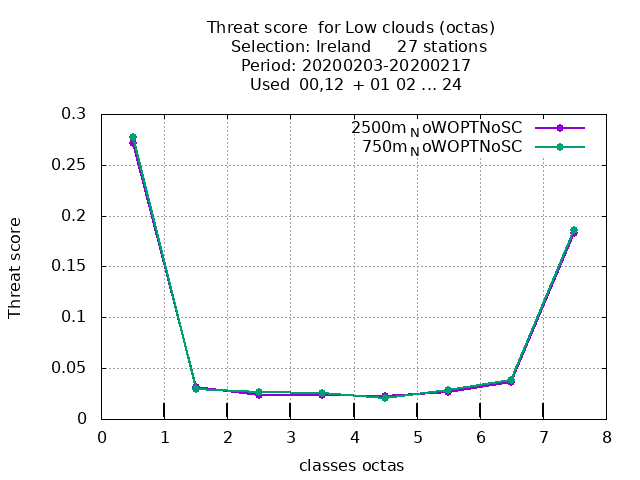 Threat score  for Low clouds (octas)
Selection: Ireland     27 stations
Period: 20200203-20200217
Used  00,12  + 01 02 ... 24
2500m_NoWOPTNoSC
750m_NoWOPTNoSC
0.3
0.25
0.2
0.15
0.1
0.05
0
Threat score
0 1 2 3 4 5 6 7 8
classes octas